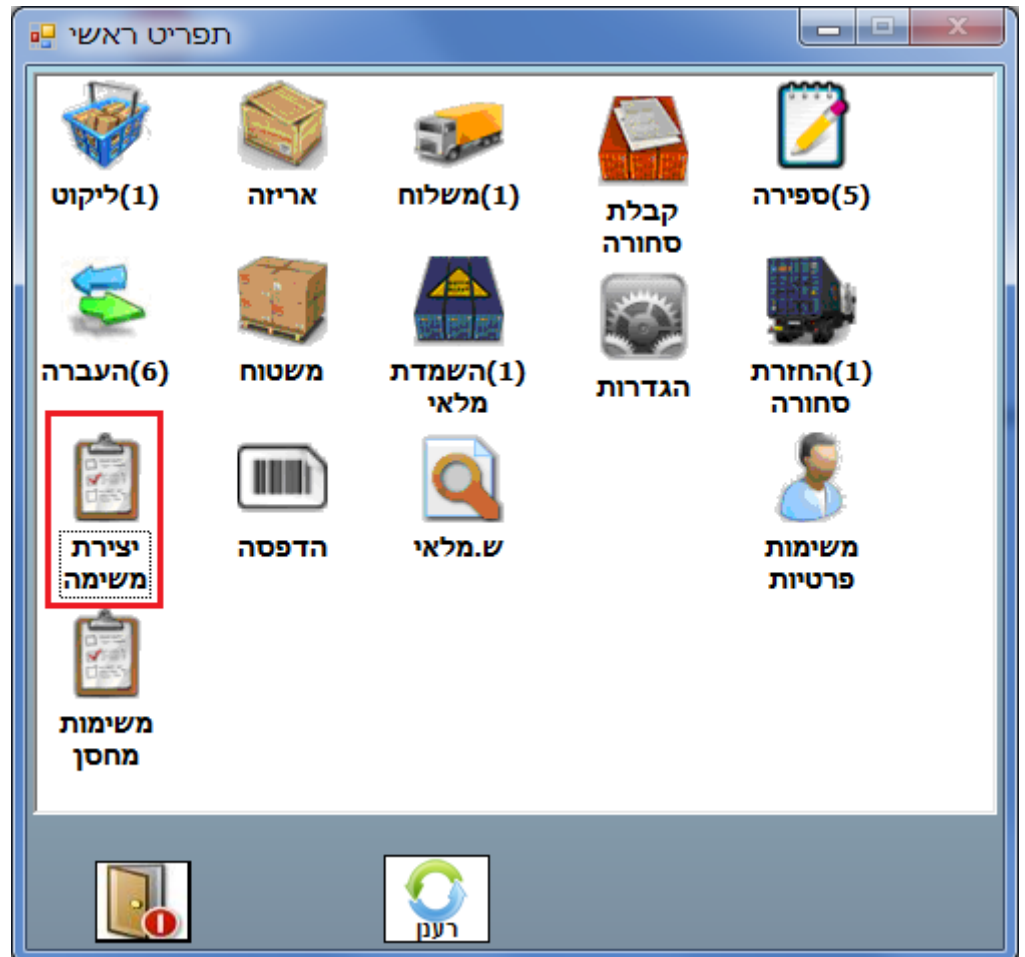 תפריט ראשי
ליקוט(1)
אריזה
משלוח(1)
קבלת
סחורה
ספירה(5)
העברה(6)
משטוח
השמדת(1)
מלאי
הגדרות
החזרת(1)
סחורה
יצירת
משימה
הדפסה
ש.מלאי
משימות
פרטיות
משימות
מחסן
רענן